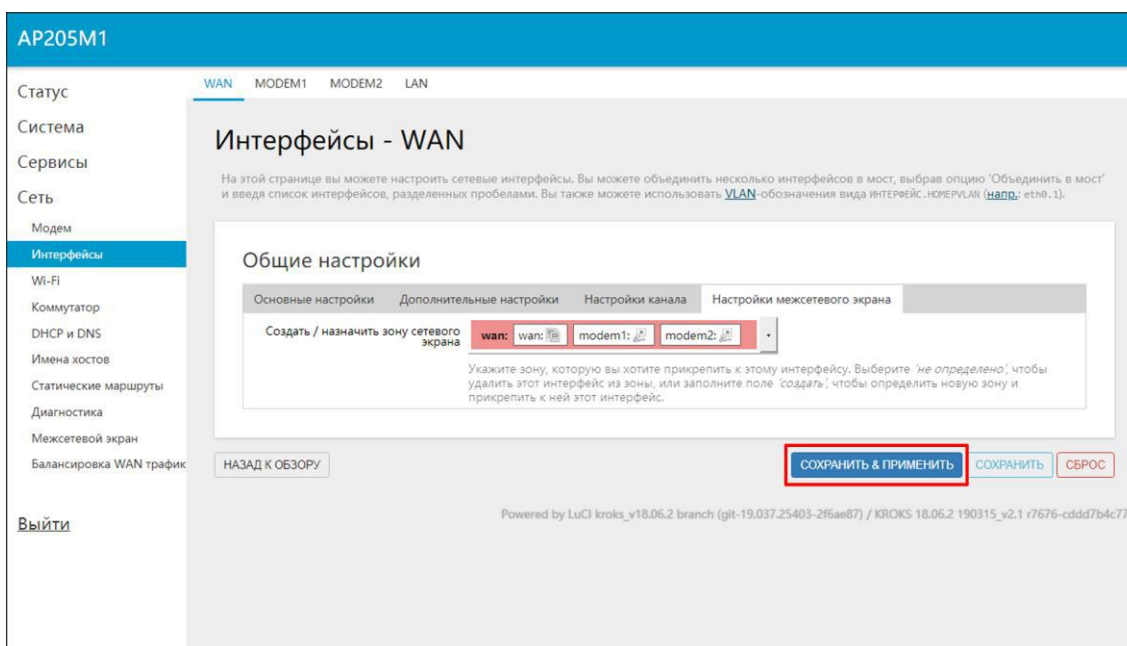 AP205M1
WAN MODEM1 MODEM2 LAN
Статус
Система
Сервисы
Сеть
Модем
Интерфейсы
Wi-Fi
Коммутатор
DHCP и DNS
Имена хостов
Статические маршруты
Диагностика
Межсетевой экран
Балансировка WAN трафик
Выйти
Интерфейсы - WAN
На этой странице вы можете настроить сетевые интерфейсы. Вы можете объединить несколько интерфейсов в мост, выбрав опцию 'Объединить в мост'
и введя список интерфейсов, разделенных пробелами. Вы также можете использовать VLAN-обозначения вида ИНТЕРФЕЙС.НОМЕРVLAN (напр.: eth0.1).
Общие настройки
Основные настройки Дополнительные настройки Настройки канала Настройки межсетевого экрана
Создать / назначить зону сетевого
экрана
wan: wan: modem1: modem2:
Укажите зону, которую вы хотите прикрепить к этому интерфейсу. Выберите 'не определено', чтобы
удалить этот интерфейс из зоны, или заполните поле 'создать', чтобы определить новую зону и
прикрепить к ней этот интерфейс.
НАЗАД К ОБЗОРУ СОХРАНИТЬ & ПРИМЕНИТЬ СОХРАНИТЬ СБРОС
Powered by LuCI kroks_v18.06.2 branch (git-19.037.25403-2f6ae87) / KROKS 18.06.2 190315_v2.1 r7676-cddd7b4c77